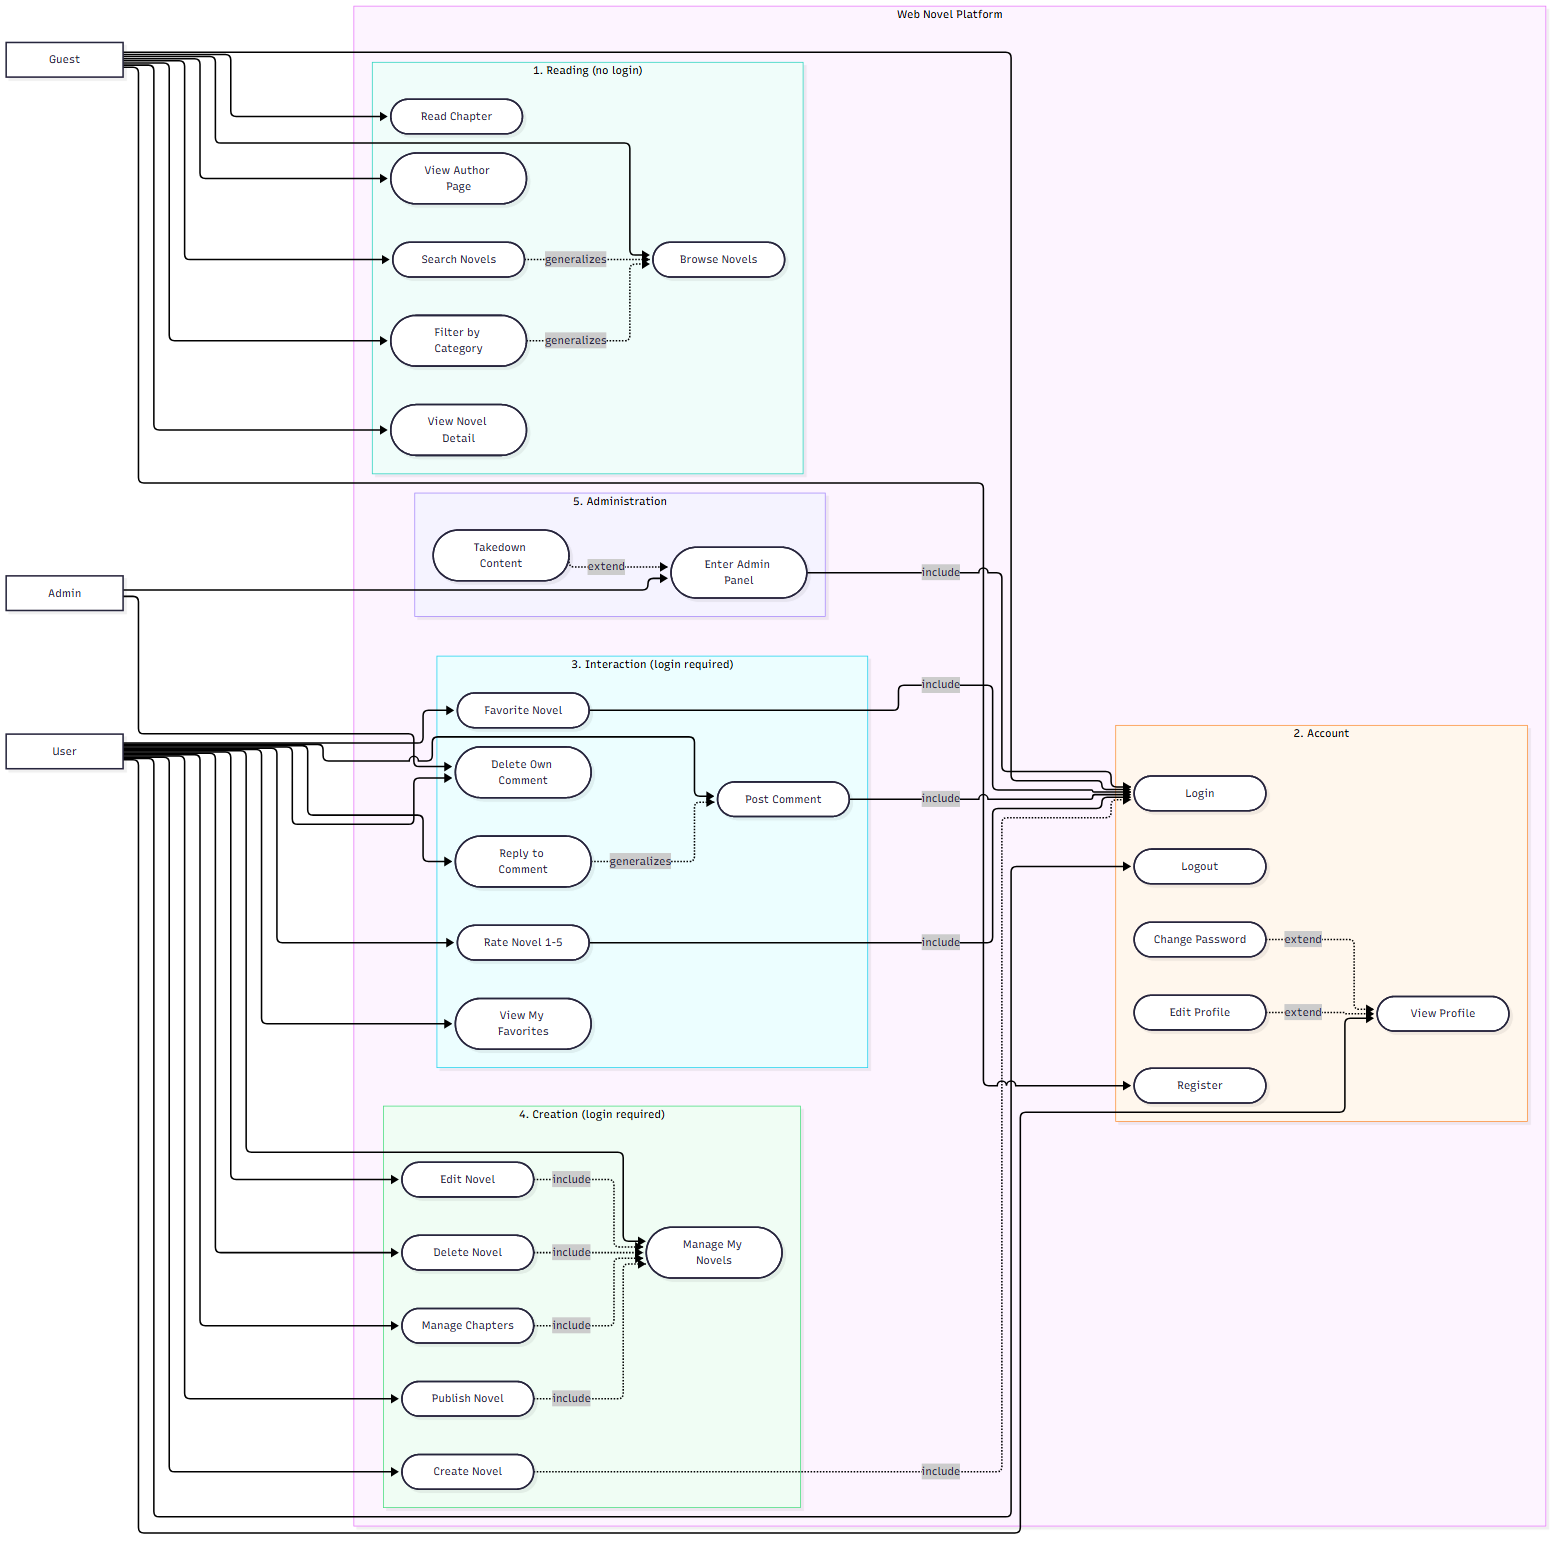 Web Novel Platform
Guest
1. Reading (no login)
Read Chapter
View Author
Page
Search Novels
generalizes
Browse Novels
Filter by
Category
generalizes
View Novel
Detail
5. Administration
Takedown
Content
extend
Enter Admin
Panel
include
Admin
3. Interaction (login required)
Favorite Novel
include
User
Delete Own
Comment
Post Comment
include
Reply to
Comment
generalizes
Rate Novel 1-5
include
View My
Favorites
2. Account
Login
Logout
Change Password
extend
Edit Profile
extend
View Profile
Register
4. Creation (login required)
Edit Novel
include
Delete Novel
include
Manage My
Novels
Manage Chapters
include
Publish Novel
include
Create Novel
include